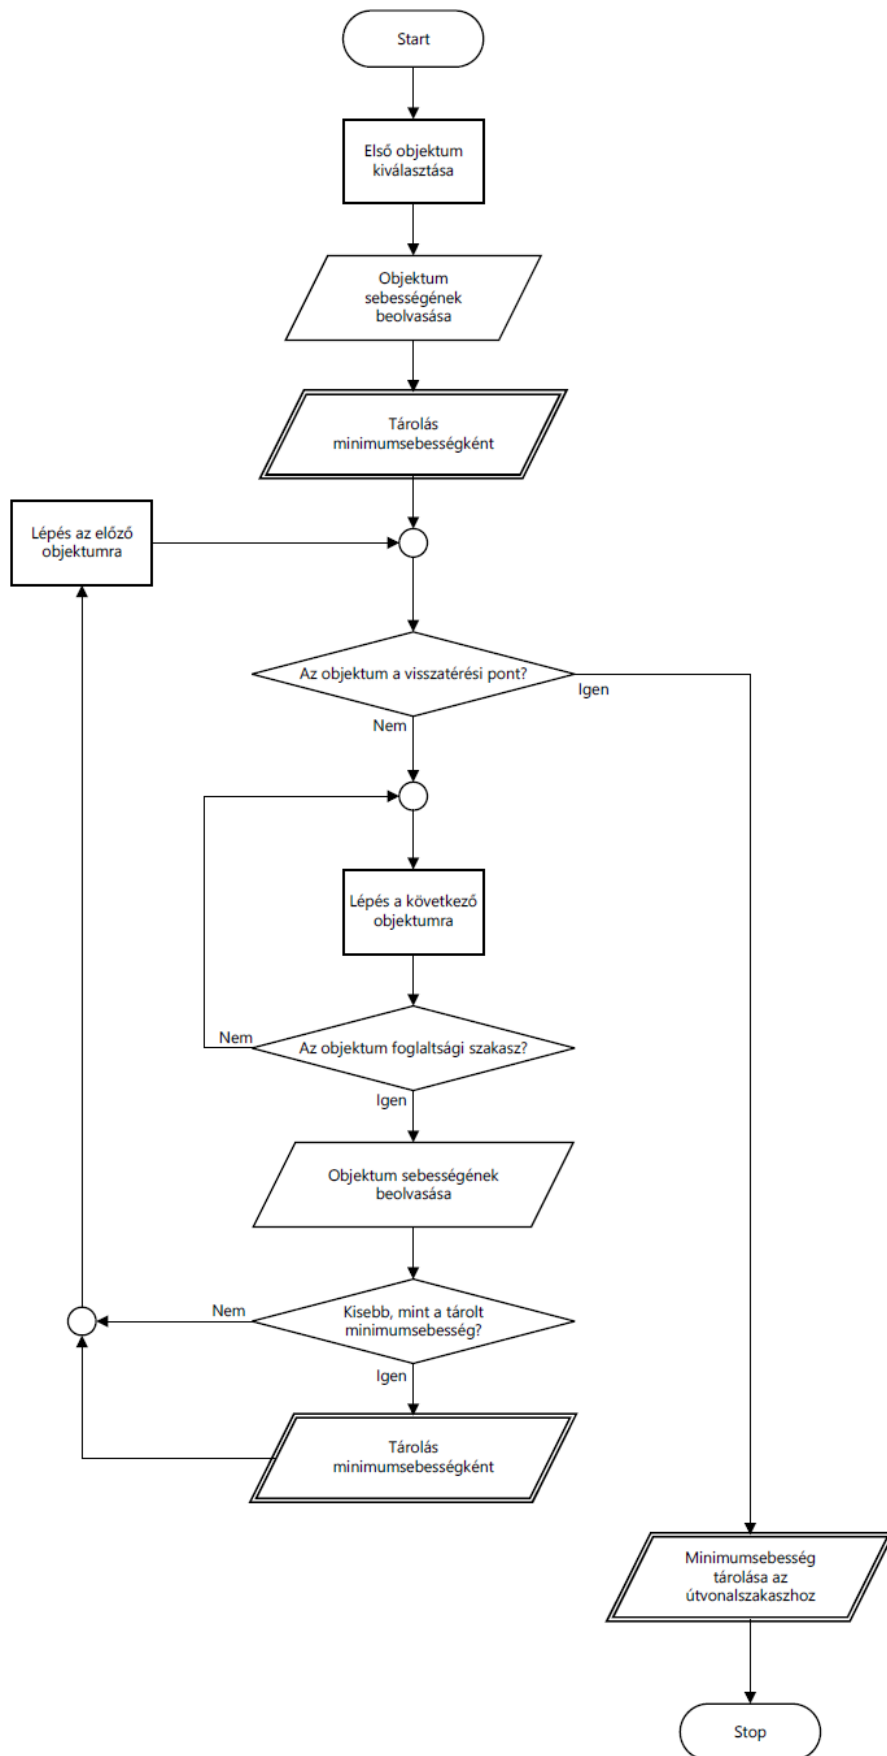 Start
Első objektum
kiválasztása
Objektum
sebességének
beolvasása
Tárolás
minimumsebességként
Lépés az előző
objektumra
Az objektum a visszatérési pont?
Igen
Nem
Lépés a következő
objektumra
Nem
Az objektum foglaltsági szakasz?
Igen
Objektum sebességének
beolvasása
Nem
Kisebb, mint a tárolt
minimumsebesség?
Igen
Tárolás
minimumsebességként
Minimumsebesség
tárolása az
útvonalszakaszhoz
Stop